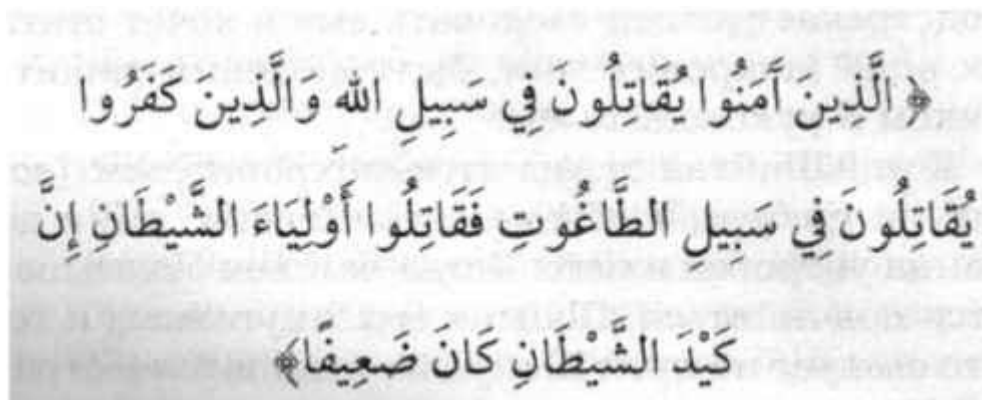 ﴿ الَّذِينَ آمَنُوا يُقَاتِلُونَ فِي سَبِيلِ اللهِ وَالَّذِينَ كَفَرُوا
يُقَاتِلُونَ فِي سَبِيلِ الطَّاغُوتِ فَقَاتِلُوا أَوْلِيَاءَ الشَّيْطَانِ إِنَّ
كَيْدَ الشَّيْطَانِ كَانَ ضَعِيفًا﴾